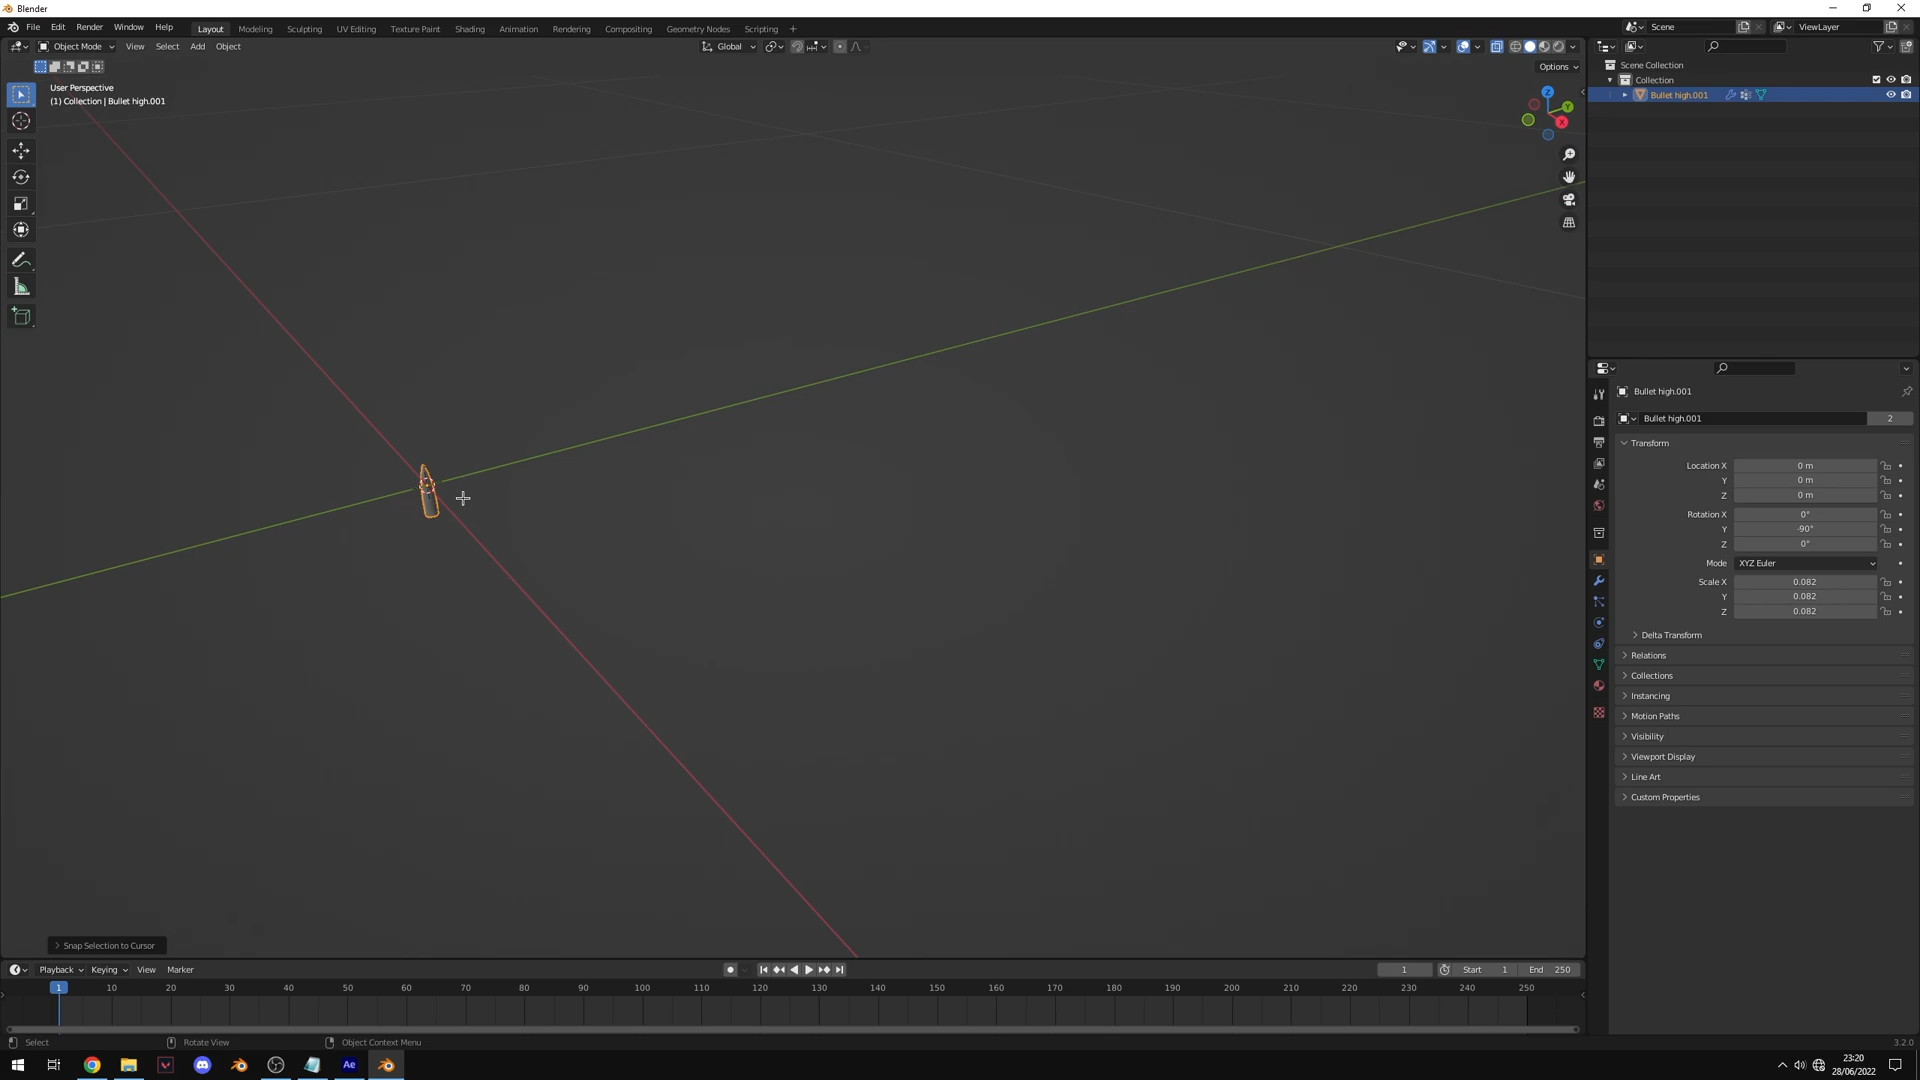 Blender
File Edit Render Window Help
Layout Modeling Sculpting UV Editing Texture Paint Shading Animation Rendering Compositing Geometry Nodes Scripting +
Scene
ViewLayer
Object Mode View Select Add Object
Global
Options
User Perspective
(1) Collection | Bullet high.001
Z
Y
X
Scene Collection
Collection
Bullet high.001
Bullet high.001
Bullet high.001
2
Transform
Location X 0 m
Y 0 m
Z 0 m
Rotation X 0°
Y -90°
Z 0°
Mode XYZ Euler
Scale X 0.082
Y 0.082
Z 0.082
Delta Transform
Relations
Collections
Instancing
Motion Paths
Visibility
Viewport Display
Line Art
Custom Properties
Snap Selection to Cursor
Playback Keying View Marker
1
Start 1
End 250
1 10 20 30 40 50 60 70 80 90 100 110 120 130 140 150 160 170 180 190 200 210 220 230 240 250
Select
Rotate View
Object Context Menu
3.2.0
Ae
23:20
28/06/2022